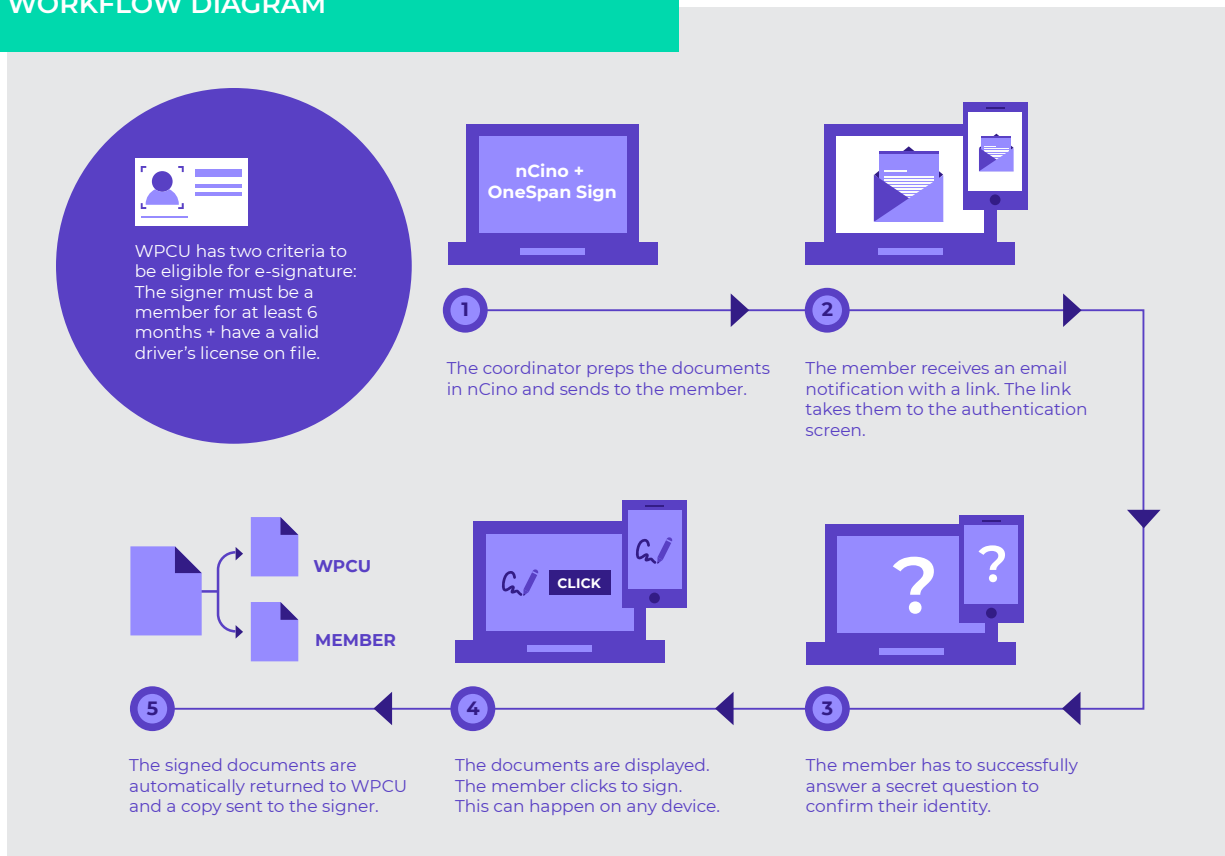 WORKFLOW DIAGRAM
WPCU has two criteria to
be eligible for e-signature:
The signer must be a
member for at least 6
months + have a valid
driver's license on file.
nCino +
OneSpan Sign
1
The coordinator preps the documents
in nCino and sends to the member.
2
The member receives an email
notification with a link. The link
takes them to the authentication
screen.
?
?
3
The member has to successfully
answer a secret question to
confirm their identity.
CLICK
4
The documents are displayed.
The member clicks to sign.
This can happen on any device.
WPCU
MEMBER
5
The signed documents are
automatically returned to WPCU
and a copy sent to the signer.